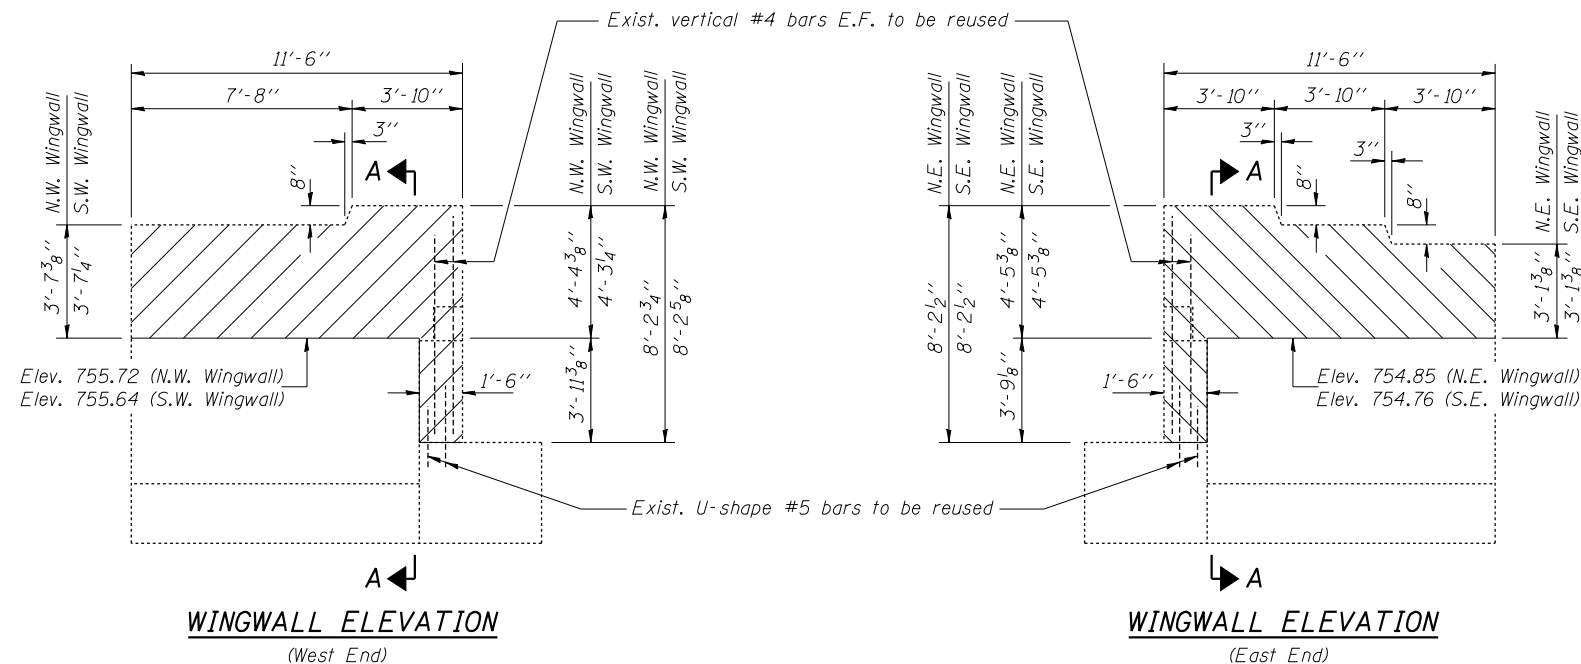 Exist. vertical #4 bars E.F. to be reused
11'-6''
7'-8''
3'-10''
3''
8''
A
N.W. Wingwall
S.W. Wingwall
N.W. Wingwall
S.W. Wingwall
N.W. Wingwall
S.W. Wingwall
3'-7 3/8''
3'-7 1/4''
4'-4 3/8''
4'-3 1/4''
8'-2 3/4''
8'-2 5/8''
3'-11 3/8''
1'-6''
Elev. 755.72 (N.W. Wingwall)
Elev. 755.64 (S.W. Wingwall)
A
WINGWALL ELEVATION
(West End)
Exist. U-shape #5 bars to be reused
11'-6''
3'-10''
3'-10''
3'-10''
3''
3''
8''
8''
A
N.E. Wingwall
S.E. Wingwall
N.E. Wingwall
S.E. Wingwall
N.E. Wingwall
S.E. Wingwall
8'-2 1/2''
8'-2 1/2''
4'-5 3/8''
4'-5 3/8''
3'-9 1/8''
3'-1 3/8''
3'-1 3/8''
1'-6''
Elev. 754.85 (N.E. Wingwall)
Elev. 754.76 (S.E. Wingwall)
A
WINGWALL ELEVATION
(East End)